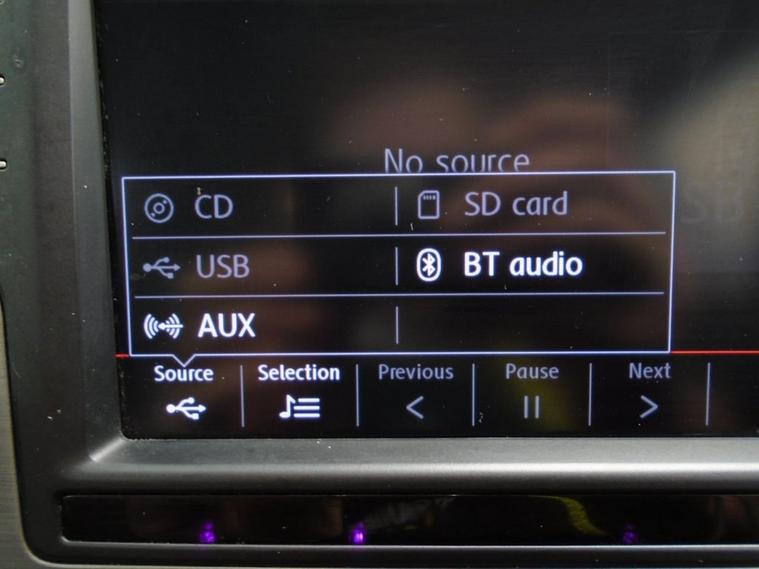 No source
CD SD card
USB BT audio
AUX
Source Selection Previous Pause Next